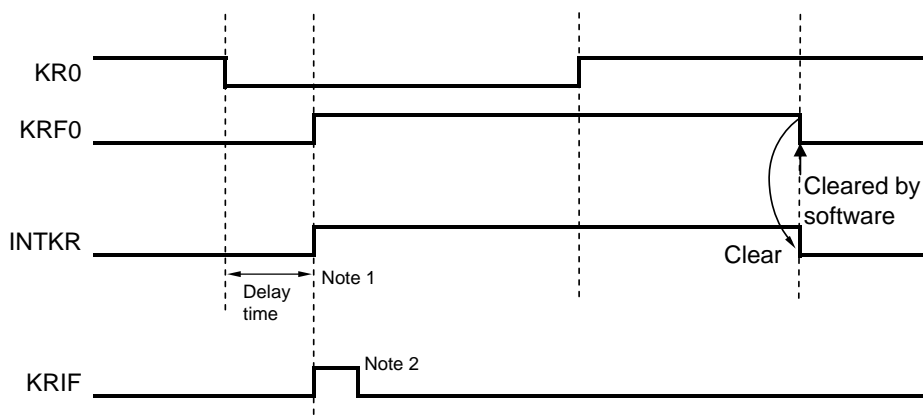 KR0
KRF0
Cleared by
software
INTKR
Clear
Note 1
Delay
time
Note 2
KRIF